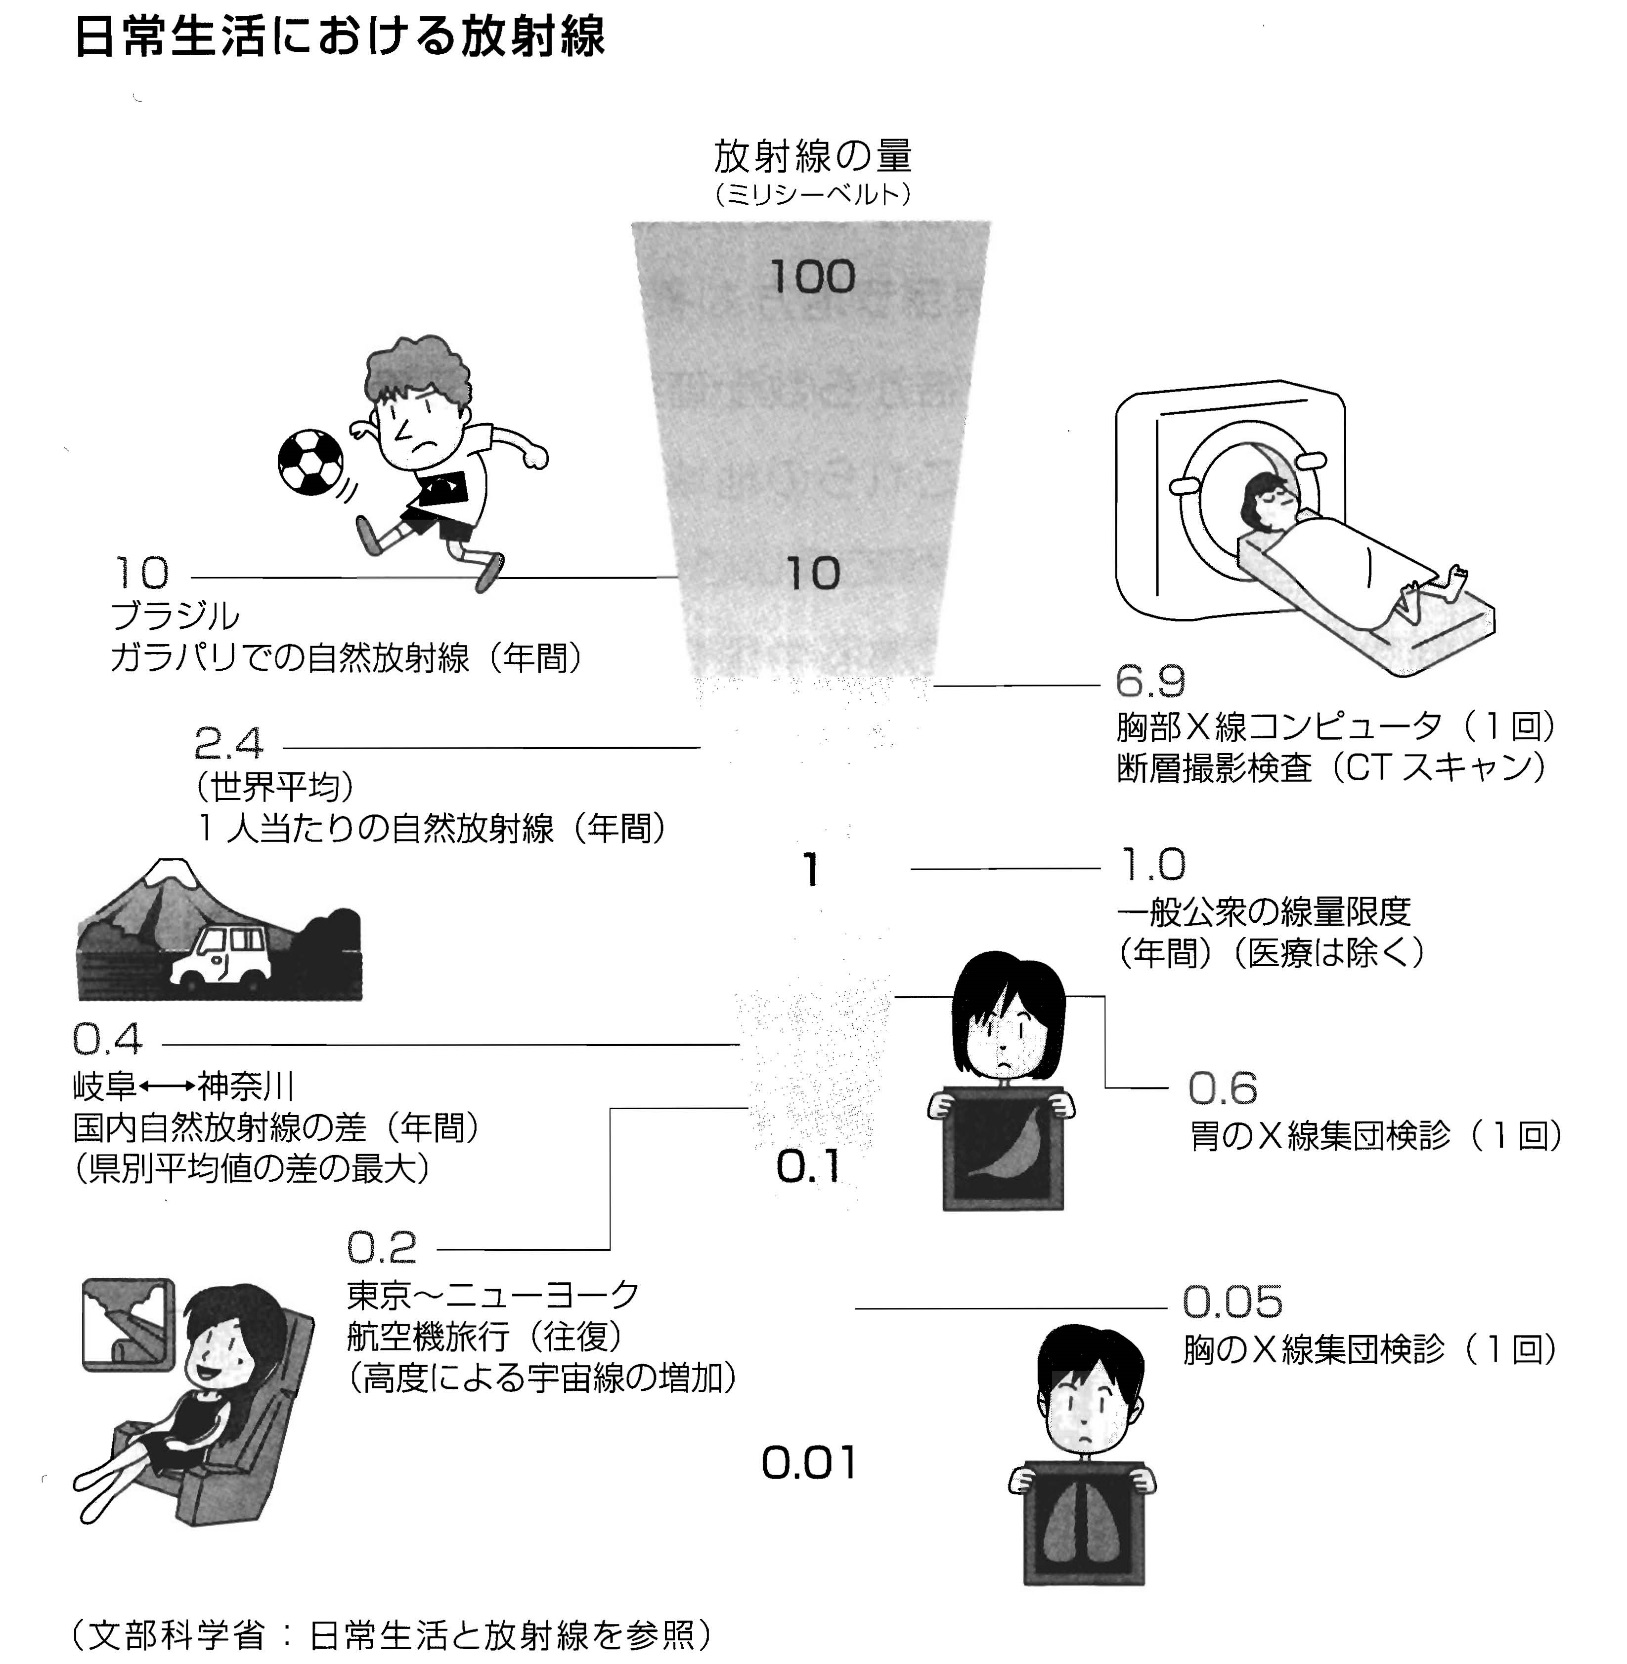 日常生活における放射線
放射線の量
（ミリシーベルト）
100
10
10
ブラジル
ガラパリでの自然放射線（年間）
6.9
胸部X線コンピュータ（1回）
断層撮影検査（CTスキャン）
2.4
（世界平均）
1人当たりの自然放射線（年間）
1
1.0
一般公衆の線量限度
（年間）（医療は除く）
0.4
岐阜⟷神奈川
国内自然放射線の差（年間）
（県別平均値の差の最大）
0.6
胃のX線集団検診（1回）
0.1
0.2
東京〜ニューヨーク
航空機旅行（往復）
（高度による宇宙線の増加）
0.05
胸のX線集団検診（1回）
0.01
（文部科学省：日常生活と放射線を参照）